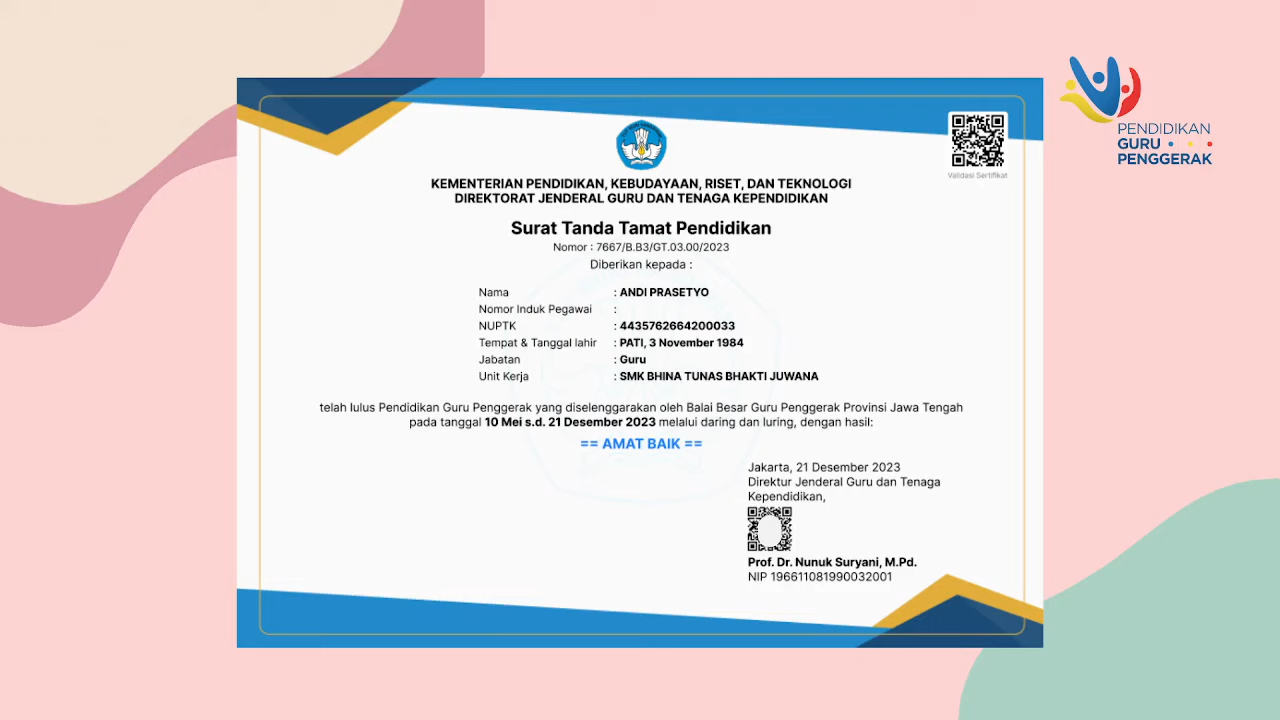 PENDIDIKAN
GURU
PENGGERAK
Validasi Sertifikat
KEMENTERIAN PENDIDIKAN, KEBUDAYAAN, RISET, DAN TEKNOLOGI
DIREKTORAT JENDERAL GURU DAN TENAGA KEPENDIDIKAN
Surat Tanda Tamat Pendidikan
Nomor : 7667/B.B3/GT.03.00/2023
Diberikan kepada :
Nama : ANDI PRASETYO
Nomor Induk Pegawai :
NUPTK : 4435762664200033
Tempat & Tanggal lahir : PATI, 3 November 1984
Jabatan : Guru
Unit Kerja : SMK BHINA TUNAS BHAKTI JUWANA
telah lulus Pendidikan Guru Penggerak yang diselenggarakan oleh Balai Besar Guru Penggerak Provinsi Jawa Tengah
pada tanggal 10 Mei s.d. 21 Desember 2023 melalui daring dan luring, dengan hasil:
== AMAT BAIK ==
Jakarta, 21 Desember 2023
Direktur Jenderal Guru dan Tenaga
Kependidikan,
Prof. Dr. Nunuk Suryani, M.Pd.
NIP 196611081990032001